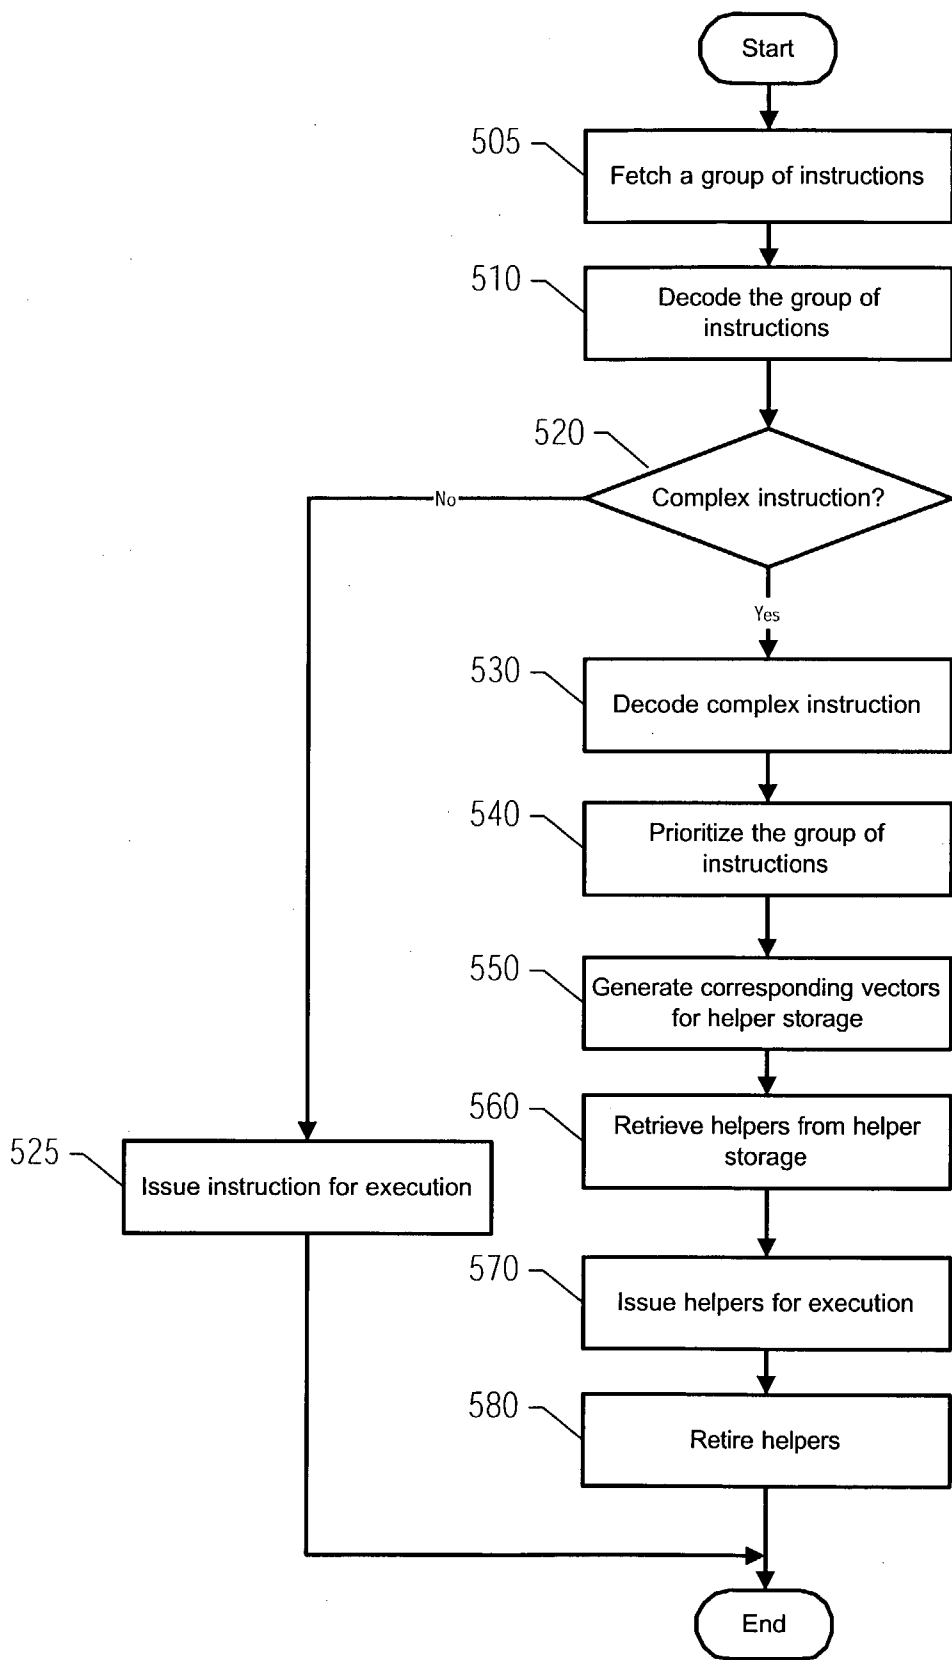 Start
505
Fetch a group of instructions
510
Decode the group of
instructions
520
Complex instruction?
No
Yes
530
Decode complex instruction
540
Prioritize the group of
instructions
550
Generate corresponding vectors
for helper storage
560
Retrieve helpers from helper
storage
525
Issue instruction for execution
570
Issue helpers for execution
580
Retire helpers
End